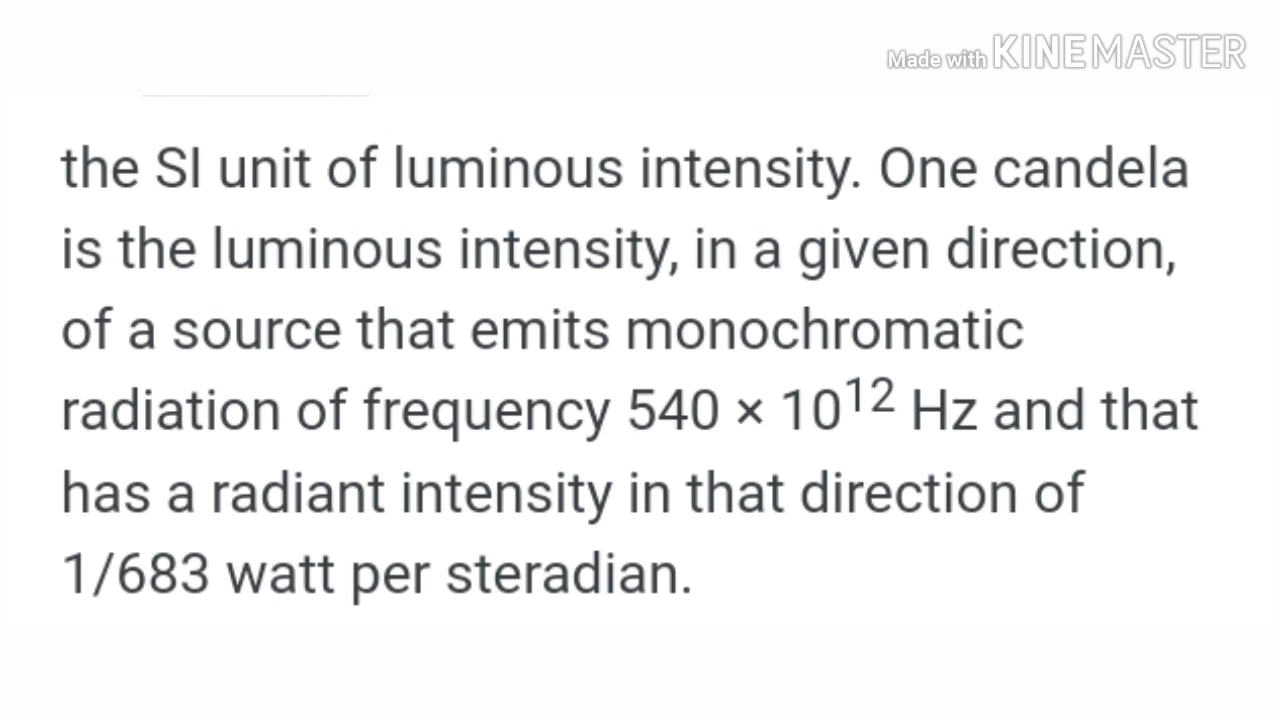 Made with KINEMASTER
the SI unit of luminous intensity. One candela
is the luminous intensity, in a given direction,
of a source that emits monochromatic
radiation of frequency 540 × 10¹² Hz and that
has a radiant intensity in that direction of
1/683 watt per steradian.